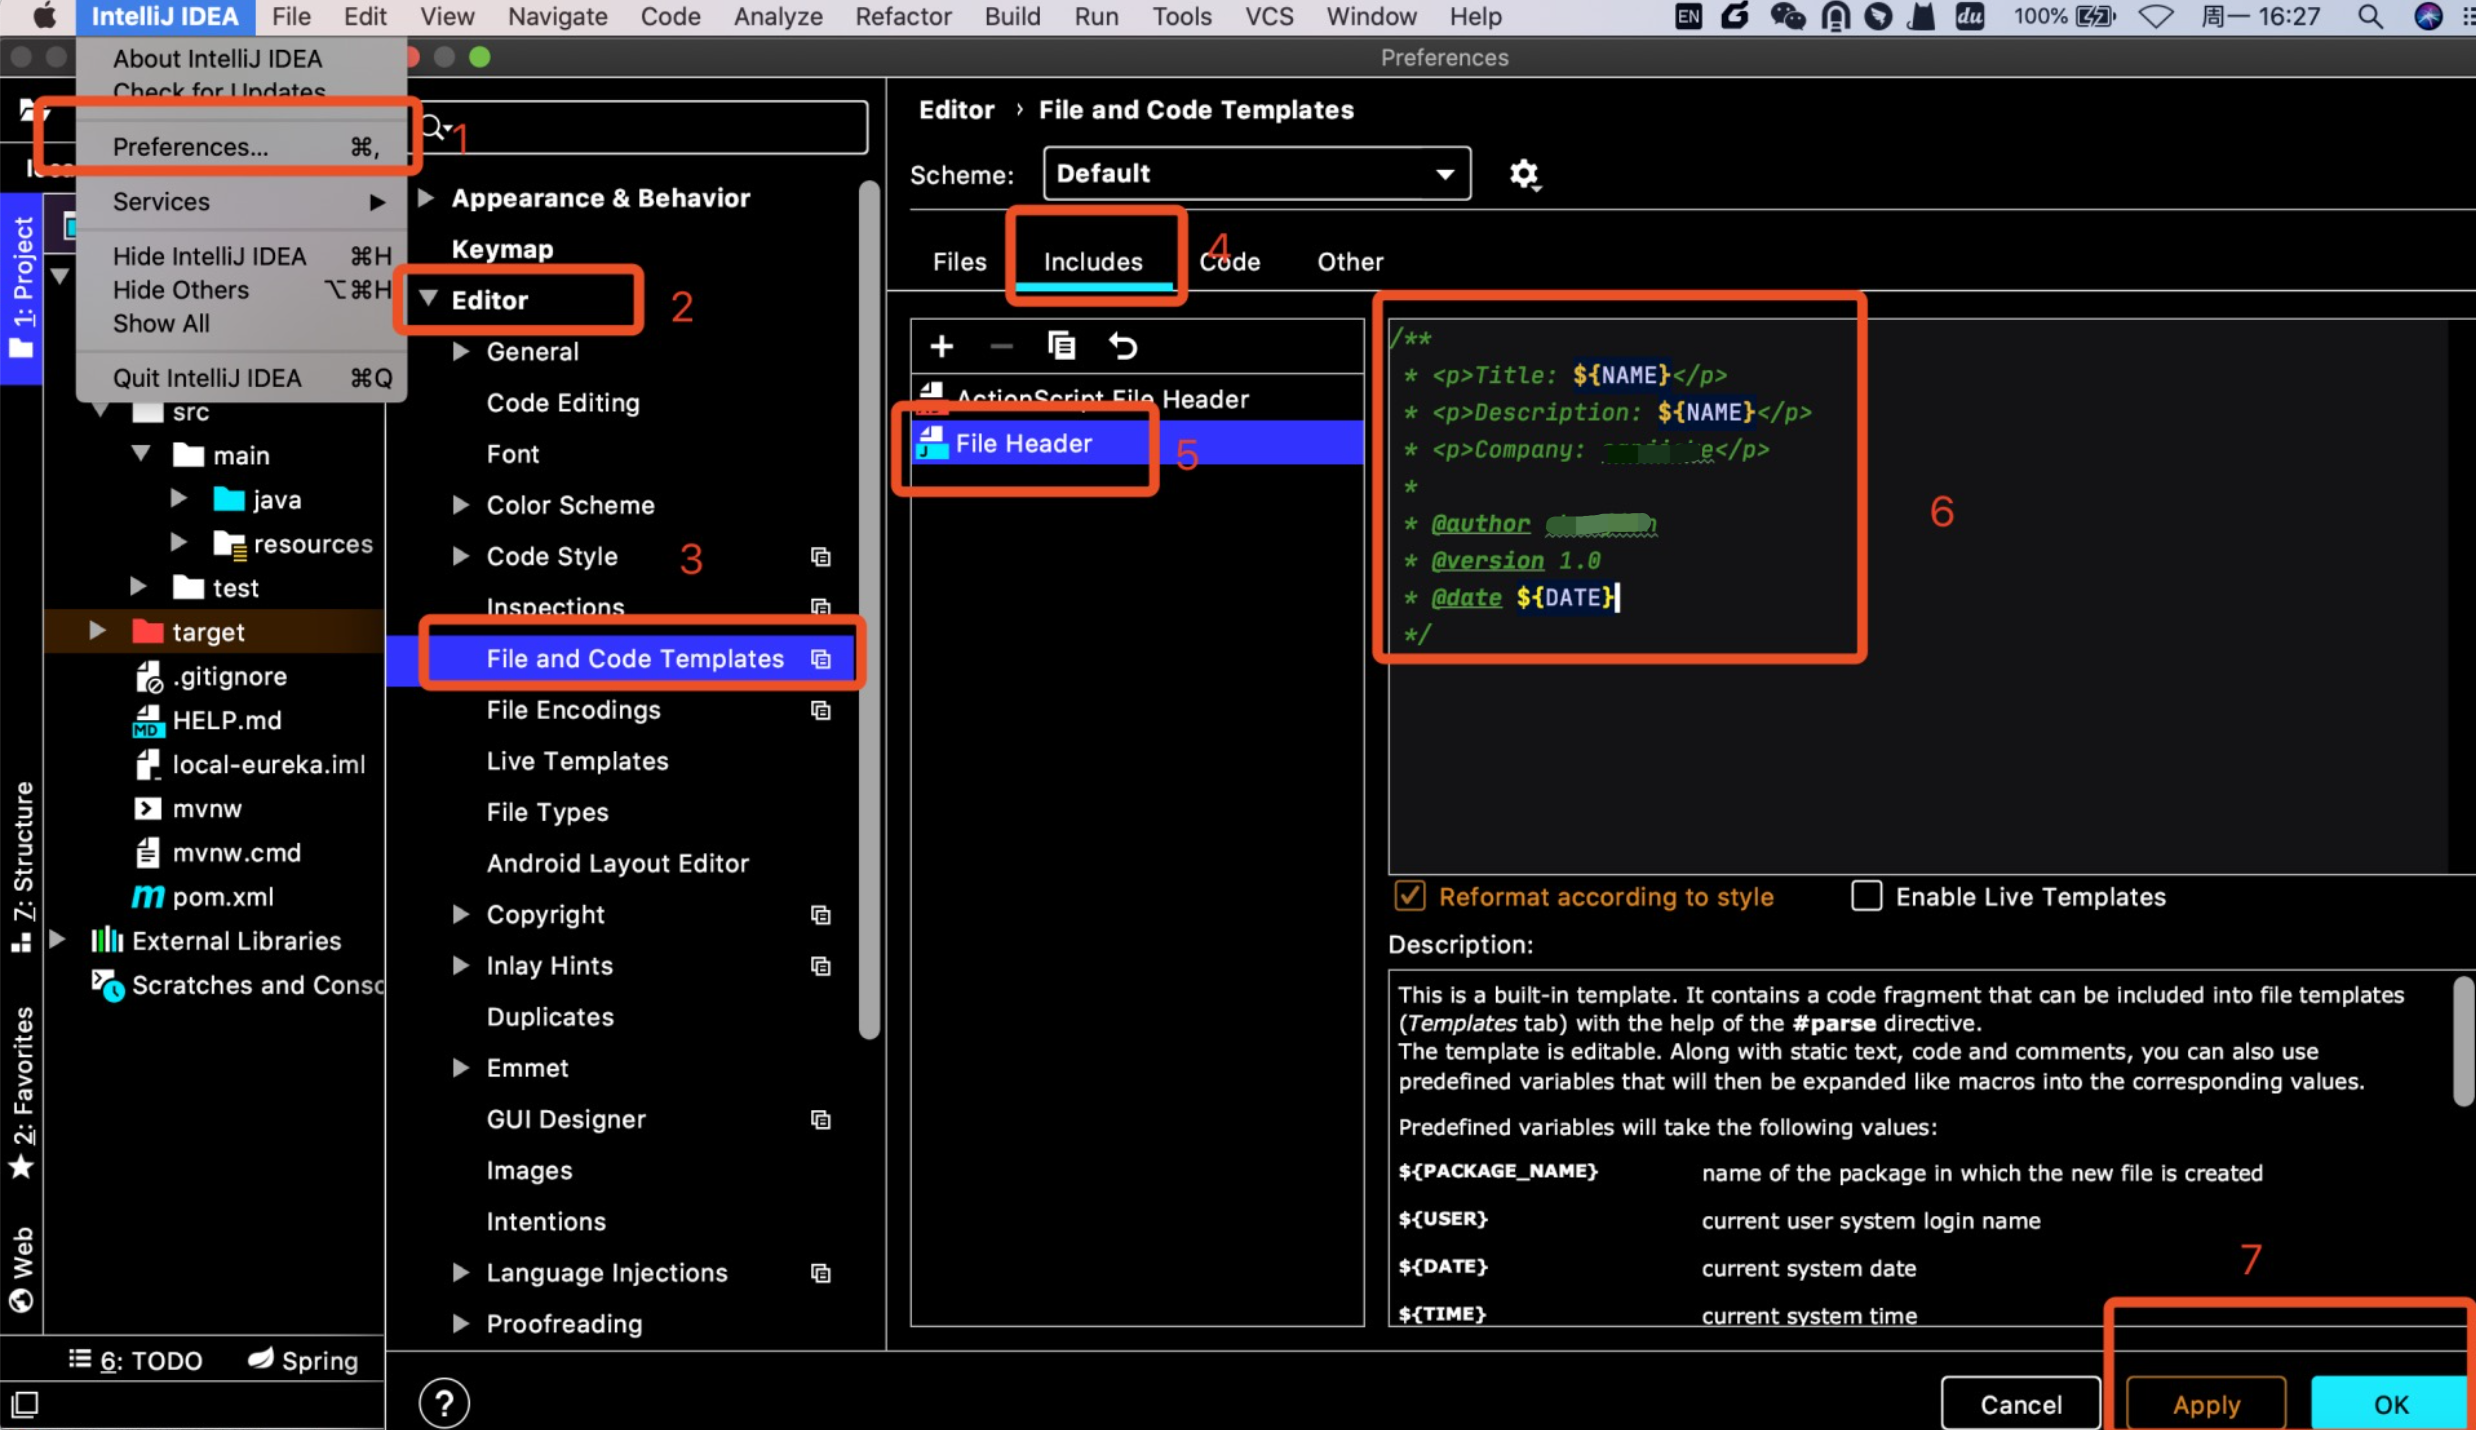 IntelliJ IDEA File Edit View Navigate Code Analyze Refactor Build Run Tools VCS Window Help EN du 100% 周一 16:27
About IntelliJ IDEA
Check for Updates
Preferences... ⌘,
Services
Hide IntelliJ IDEA ⌘H
Hide Others ⌥⌘H
Show All
Quit IntelliJ IDEA ⌘Q
1: Project
Z: Structure
2: Favorites
Web
src
main
java
resources
test
target
.gitignore
HELP.md
local-eureka.iml
mvnw
mvnw.cmd
pom.xml
External Libraries
Scratches and Consc
6: TODO Spring
Preferences
1
Appearance & Behavior
Keymap
Editor
2
General
Code Editing
Font
Color Scheme
Code Style
3
Inspections
File and Code Templates
File Encodings
Live Templates
File Types
Android Layout Editor
Copyright
Inlay Hints
Duplicates
Emmet
GUI Designer
Images
Intentions
Language Injections
Proofreading
?
Editor › File and Code Templates
Scheme: Default
Files Includes Code Other
4
ActionScript File Header
File Header
5
/**
* <p>Title: ${NAME}</p>
* <p>Description: ${NAME}</p>
* <p>Company: </p>
*
* @author
* @version 1.0
* @date ${DATE}
*/
6
Reformat according to style Enable Live Templates
Description:
This is a built-in template. It contains a code fragment that can be included into file templates
(Templates tab) with the help of the #parse directive.
The template is editable. Along with static text, code and comments, you can also use
predefined variables that will then be expanded like macros into the corresponding values.
Predefined variables will take the following values:
${PACKAGE_NAME} name of the package in which the new file is created
${USER} current user system login name
${DATE} current system date
${TIME} current system time
7
Cancel Apply OK